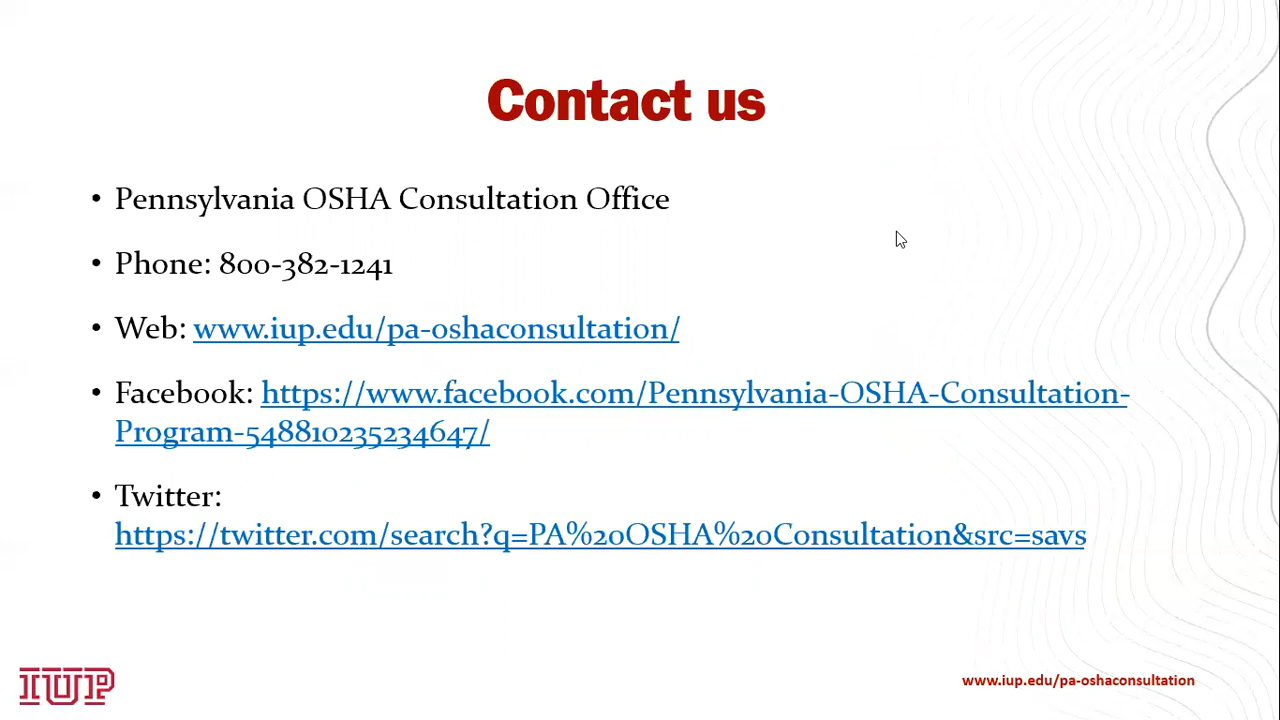 Contact us
• Pennsylvania OSHA Consultation Office
• Phone: 800-382-1241
• Web: www.iup.edu/pa-oshaconsultation/
• Facebook: https://www.facebook.com/Pennsylvania-OSHA-Consultation-
Program-548810235234647/
• Twitter:
https://twitter.com/search?q=PA%20OSHA%20Consultation&src=savs
IUP
www.iup.edu/pa-oshaconsultation